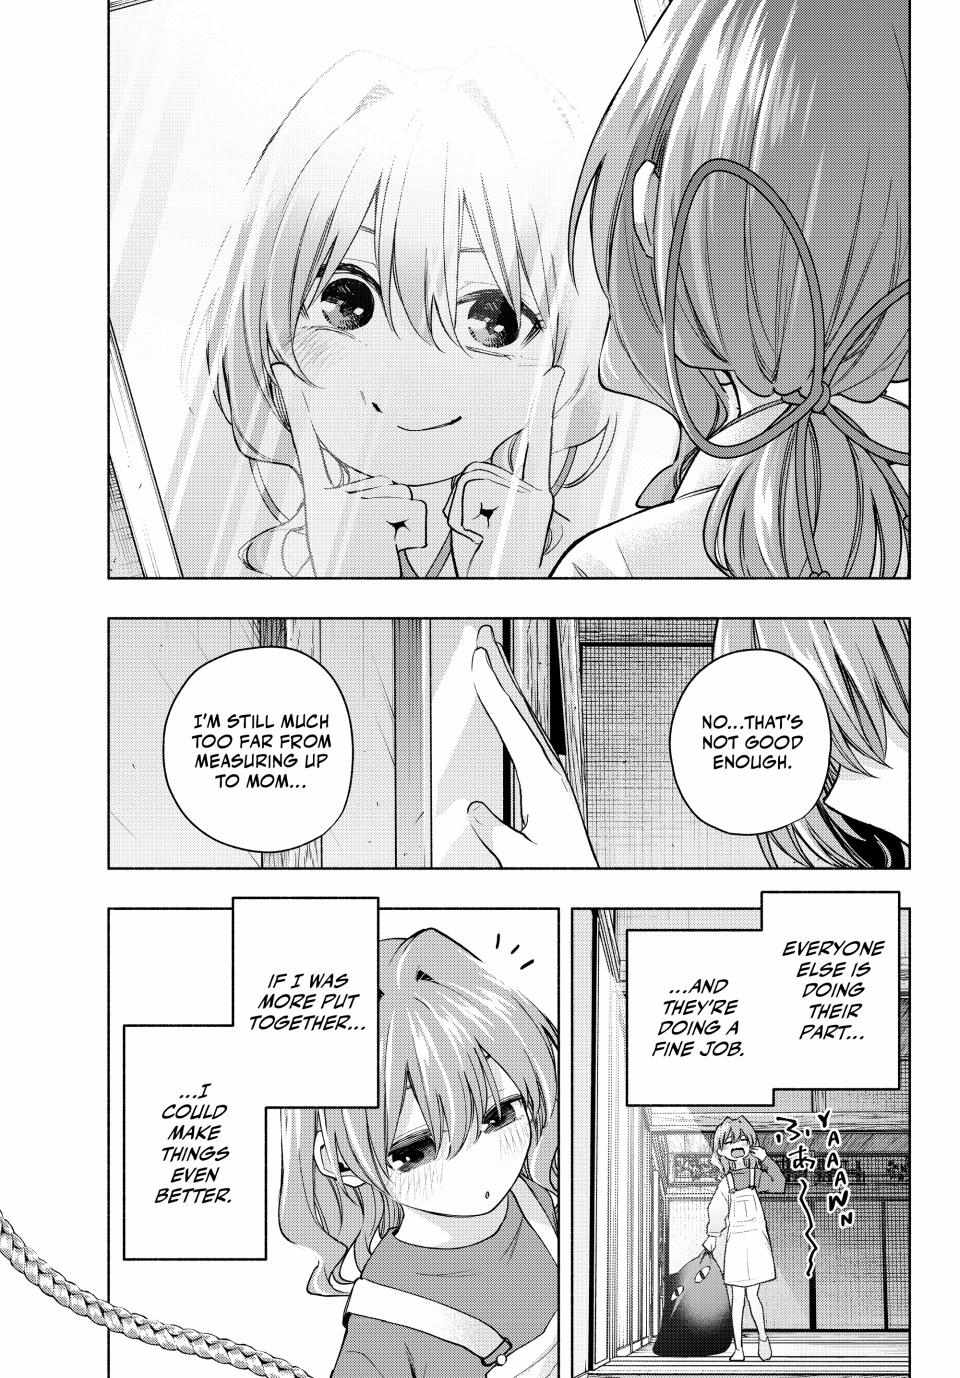 NO...THAT'S
NOT GOOD
ENOUGH.
I'M STILL MUCH
TOO FAR FROM
MEASURING UP
TO MOM...
EVERYONE
ELSE IS
DOING
THEIR
PART...
...AND
THEY'RE
DOING A
FINE JOB.
YAAAAWNN
ふぁ〜〜
IF I WAS
MORE PUT
TOGETHER...
...I
COULD
MAKE
THINGS
EVEN
BETTER.